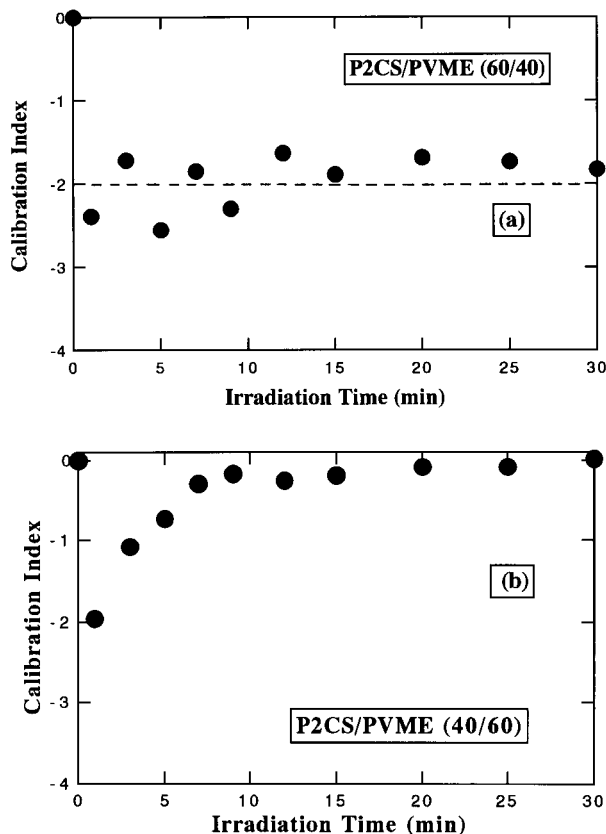 0
P2CS/PVME (60/40)
-1
Calibration Index
-2
(a)
-3
-4
0 5 10 15 20 25 30
Irradiation Time (min)
0
-1
Calibration Index
(b)
-2
-3
P2CS/PVME (40/60)
-4
0 5 10 15 20 25 30
Irradiation Time (min)